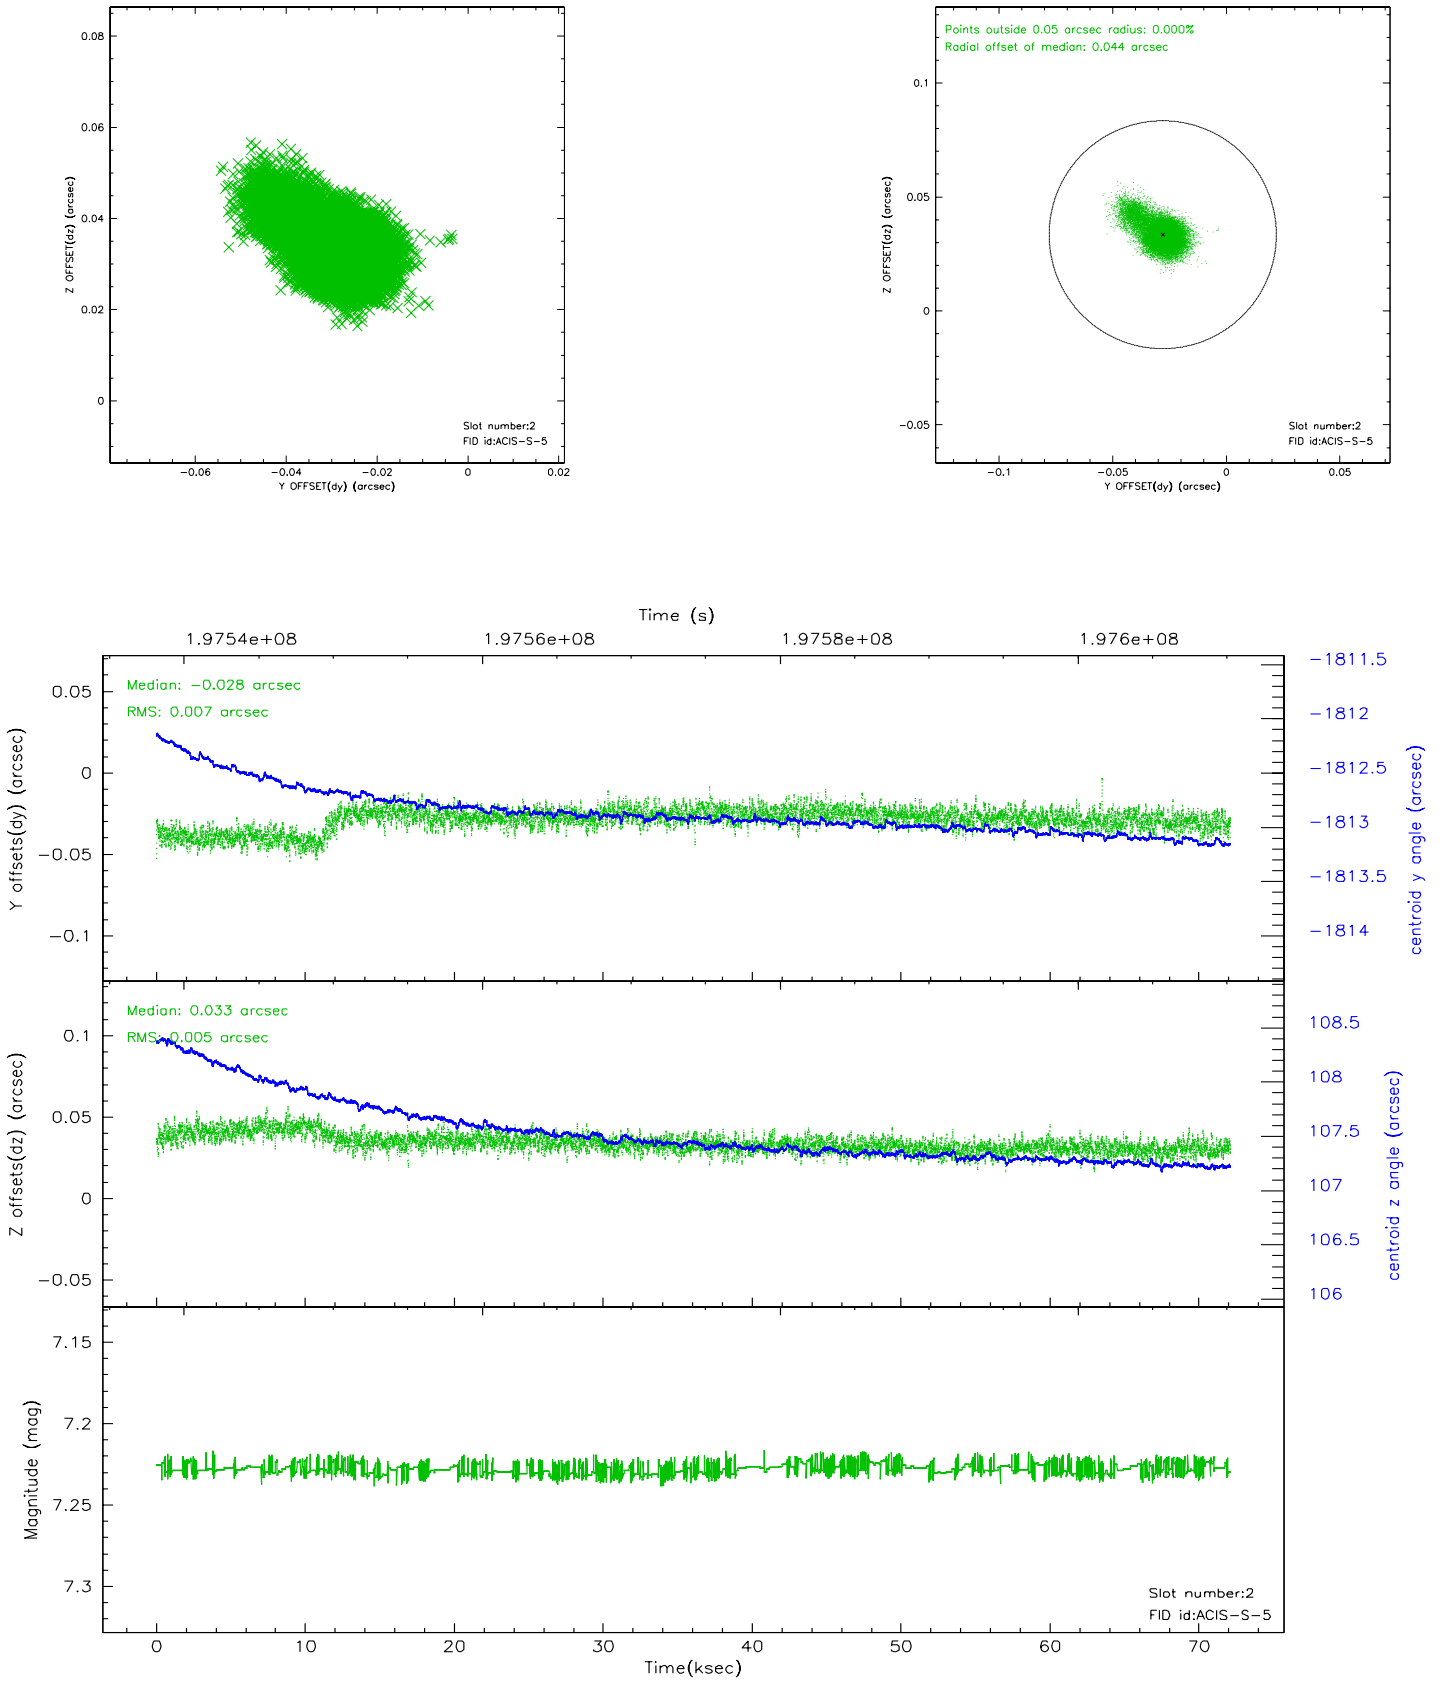 0.08
0.06
0.04
0.02
0
Z OFFSET(dz) (arcsec)
Slot number:2
FID id:ACIS-S-5
-0.06
-0.04
-0.02
0
0.02
Y OFFSET(dy) (arcsec)
Points outside 0.05 arcsec radius: 0.000%
Radial offset of median: 0.044 arcsec
0.1
0.05
0
-0.05
Z OFFSET(dz) (arcsec)
Slot number:2
FID id:ACIS-S-5
-0.1
-0.05
0
0.05
Y OFFSET(dy) (arcsec)
Time (s)
1.9754e+08
1.9756e+08
1.9758e+08
1.976e+08
Median: -0.028 arcsec
RMS: 0.007 arcsec
0.05
0
-0.05
-0.1
Y offsets(dy) (arcsec)
-1811.5
-1812
-1812.5
-1813
-1813.5
-1814
centroid y angle (arcsec)
Median: 0.033 arcsec
RMS: 0.005 arcsec
0.1
0.05
0
-0.05
Z offsets(dz) (arcsec)
108.5
108
107.5
107
106.5
106
centroid z angle (arcsec)
7.15
7.2
7.25
7.3
Magnitude (mag)
Slot number:2
FID id:ACIS-S-5
0
10
20
30
40
50
60
70
Time(ksec)